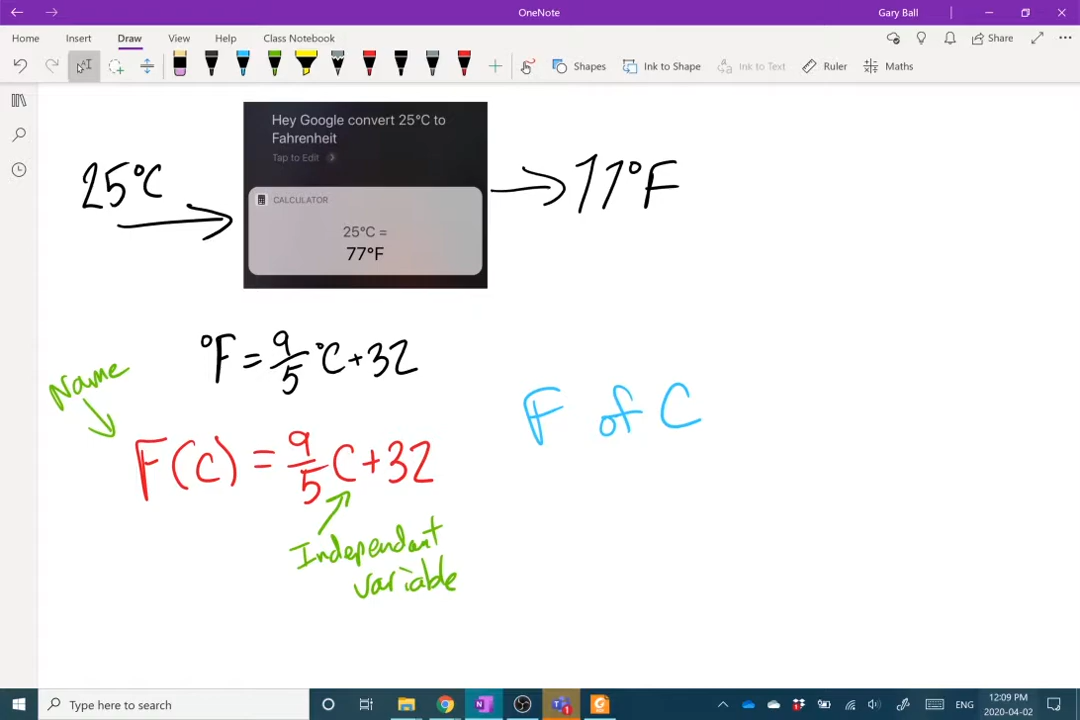 OneNote
Gary Ball
Home Insert Draw View Help Class Notebook
Share
Shapes Ink to Shape Ink to Text Ruler Maths
Hey Google convert 25°C to
Fahrenheit
Tap to Edit
CALCULATOR
25°C =
77°F
25°C
77°F
°F = 9/5 °C + 32
Name
F(C) = 9/5 C + 32
F of C
Independant
variable
Type here to search
ENG
12:09 PM
2020-04-02